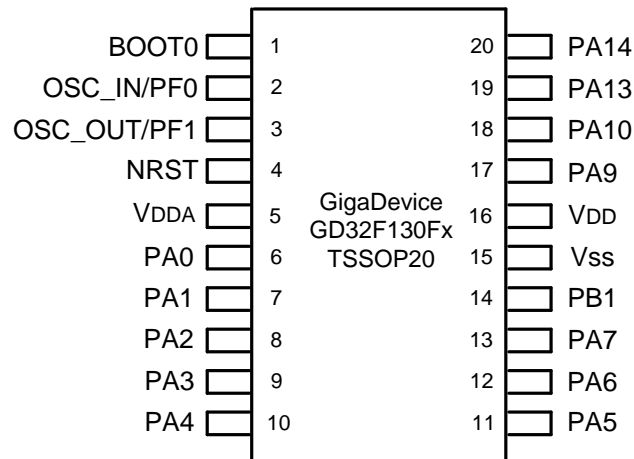 BOOT0 1 20 PA14
OSC_IN/PF0 2 19 PA13
OSC_OUT/PF1 3 18 PA10
NRST 4 17 PA9
VDDA 5 16 VDD
PA0 6 15 Vss
PA1 7 14 PB1
PA2 8 13 PA7
PA3 9 12 PA6
PA4 10 11 PA5
GigaDevice
GD32F130Fx
TSSOP20